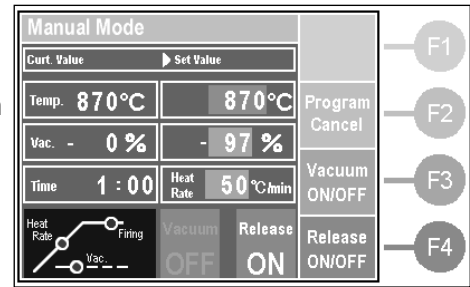 Manual Mode
Curt. Value
Set Value
Temp. 870°C
870°C
Vac. - 0 %
- 97 %
Time 1 : 00
Heat
Rate 50 °C/min
Heat
Rate
Firing
Vac.
Vacuum
OFF
Release
ON
F1
Program
Cancel
F2
Vacuum
ON/OFF
F3
Release
ON/OFF
F4